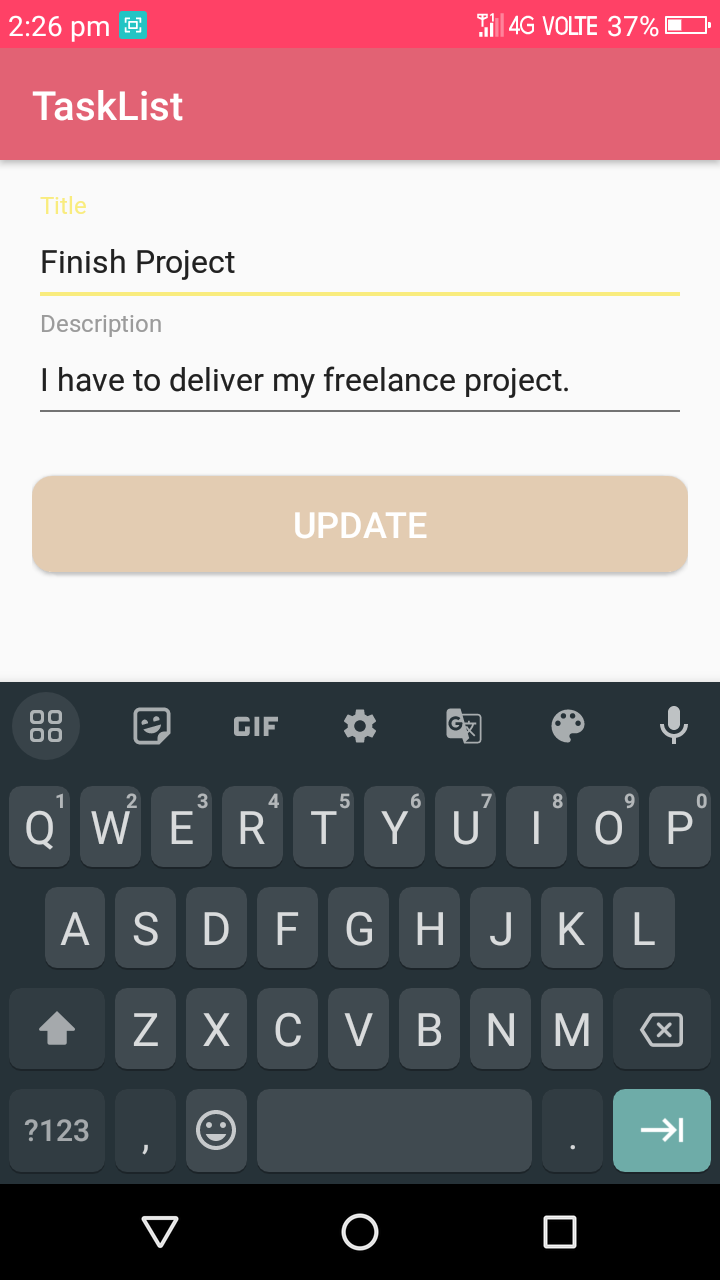 2:26 pm 4G VOLTE 37%
TaskList
Title
Finish Project
Description
I have to deliver my freelance project.
UPDATE
GIF G
1 2 3 4 5 6 7 8 9 0
Q W E R T Y U I O P
A S D F G H J K L
Z X C V B N M
?123 , .